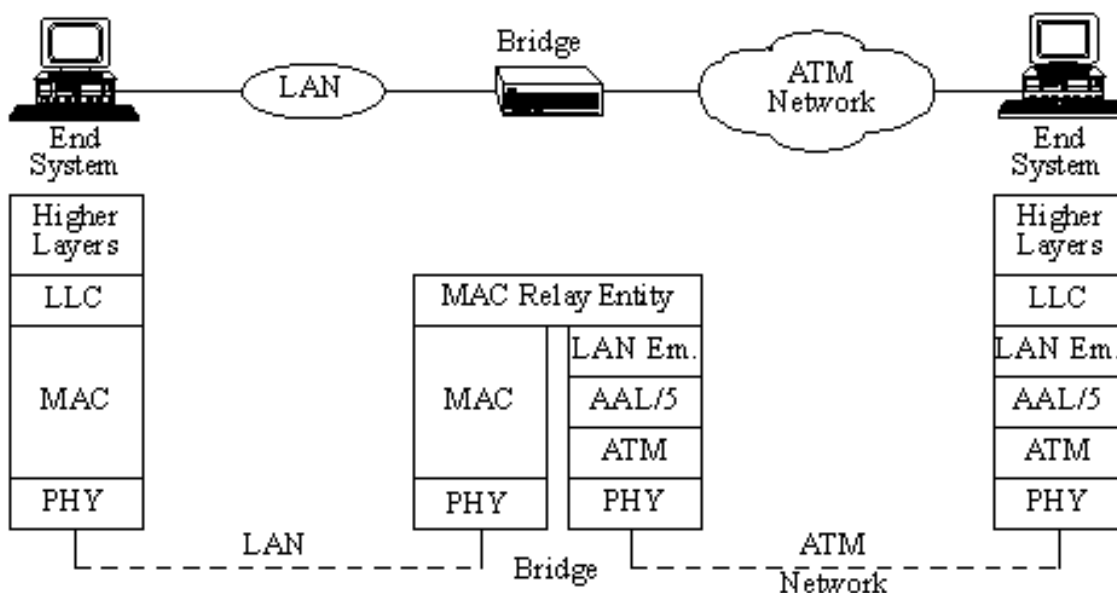 Bridge
LAN
ATM
Network
End
System
End
System
Higher
Layers
LLC
MAC
PHY
MAC Relay Entity
MAC
PHY
LAN Em.
AAL/5
ATM
PHY
Higher
Layers
LLC
LAN Em.
AAL/5
ATM
PHY
LAN
Bridge
ATM
Network